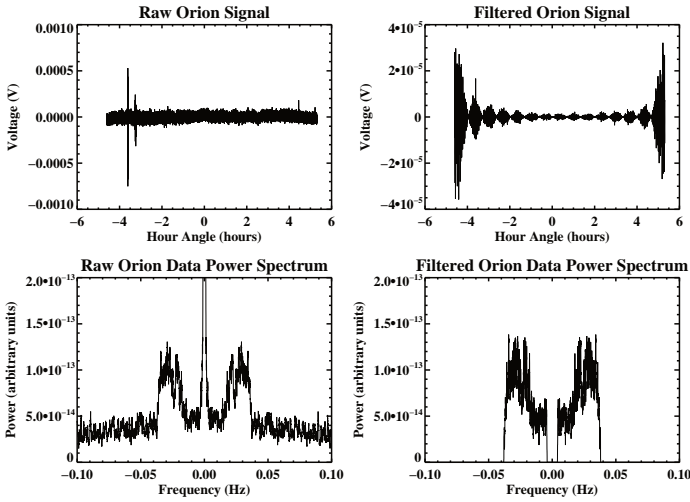 Raw Orion Signal
Voltage (V)
0.0010
0.0005
0.0000
−0.0005
−0.0010
−6 −4 −2 0 2 4 6
Hour Angle (hours)
Filtered Orion Signal
Voltage (V)
4•10⁻⁵
2•10⁻⁵
0
−2•10⁻⁵
−4•10⁻⁵
−6 −4 −2 0 2 4 6
Hour Angle (hours)
Raw Orion Data Power Spectrum
Power (arbitrary units)
2.0•10⁻¹³
1.5•10⁻¹³
1.0•10⁻¹³
5.0•10⁻¹⁴
0
−0.10 −0.05 0.00 0.05 0.10
Frequency (Hz)
Filtered Orion Data Power Spectrum
Power (arbitrary units)
2.0•10⁻¹³
1.5•10⁻¹³
1.0•10⁻¹³
5.0•10⁻¹⁴
0
−0.10 −0.05 0.00 0.05 0.10
Frequency (Hz)